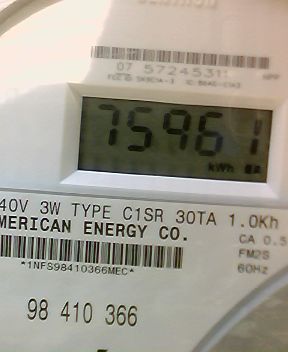 07 57245311
75961
kWh
40V 3W TYPE C1SR 30TA 1.0Kh
MERICAN ENERGY CO.
CA 0.5
FM2S
60Hz
*1NFS98410366MEC*
98 410 366